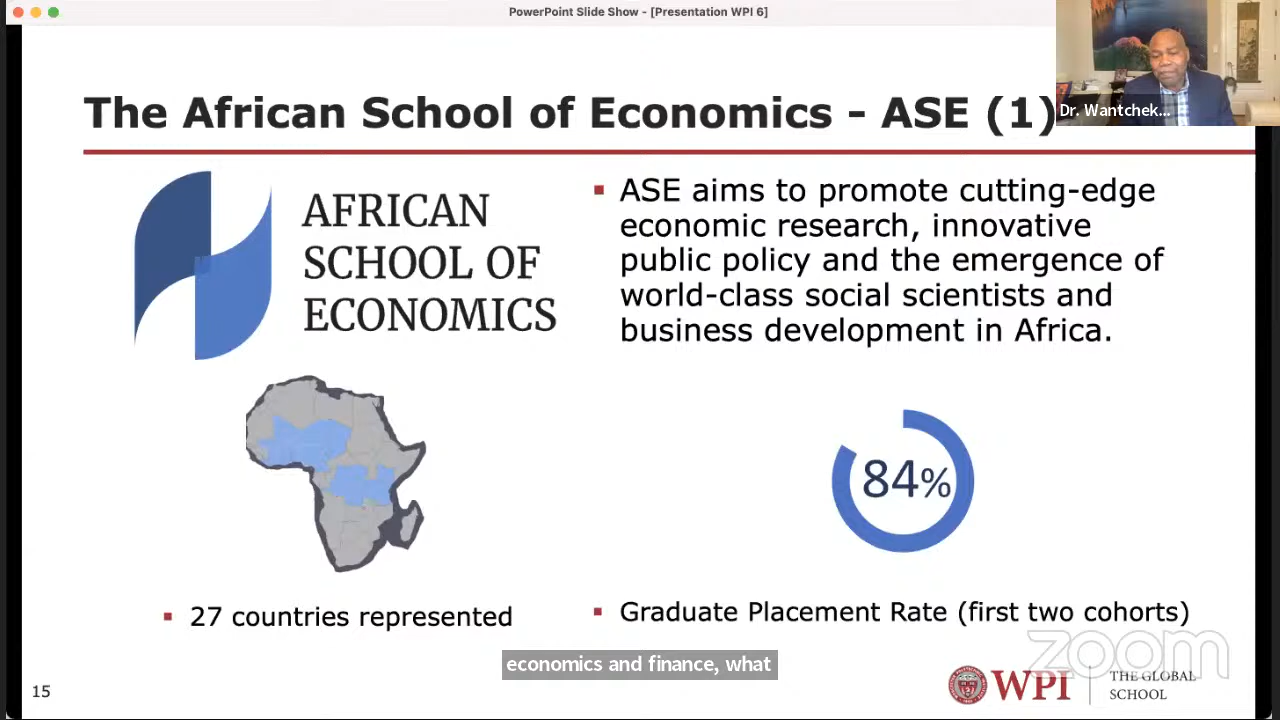 PowerPoint Slide Show - [Presentation WPI 6]
Dr. Wantchek...
The African School of Economics - ASE (1)
AFRICAN
SCHOOL OF
ECONOMICS
▪ ASE aims to promote cutting-edge
economic research, innovative
public policy and the emergence of
world-class social scientists and
business development in Africa.
84%
▪ 27 countries represented
▪ Graduate Placement Rate (first two cohorts)
zoom
economics and finance, what
15
WPI
THE GLOBAL
SCHOOL